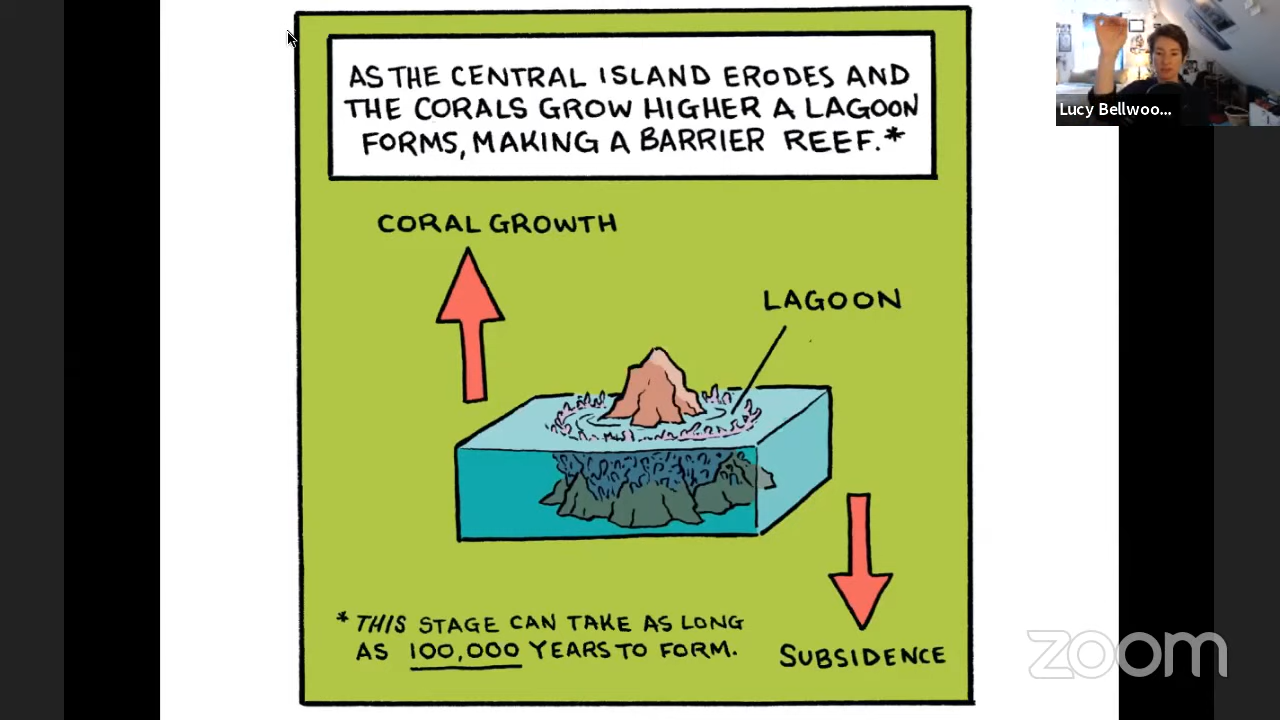 AS THE CENTRAL ISLAND ERODES AND
THE CORALS GROW HIGHER A LAGOON
FORMS, MAKING A BARRIER REEF.*
Lucy Bellwoo...
CORAL GROWTH
LAGOON
* THIS STAGE CAN TAKE AS LONG
AS 100,000 YEARS TO FORM.
SUBSIDENCE
zoom